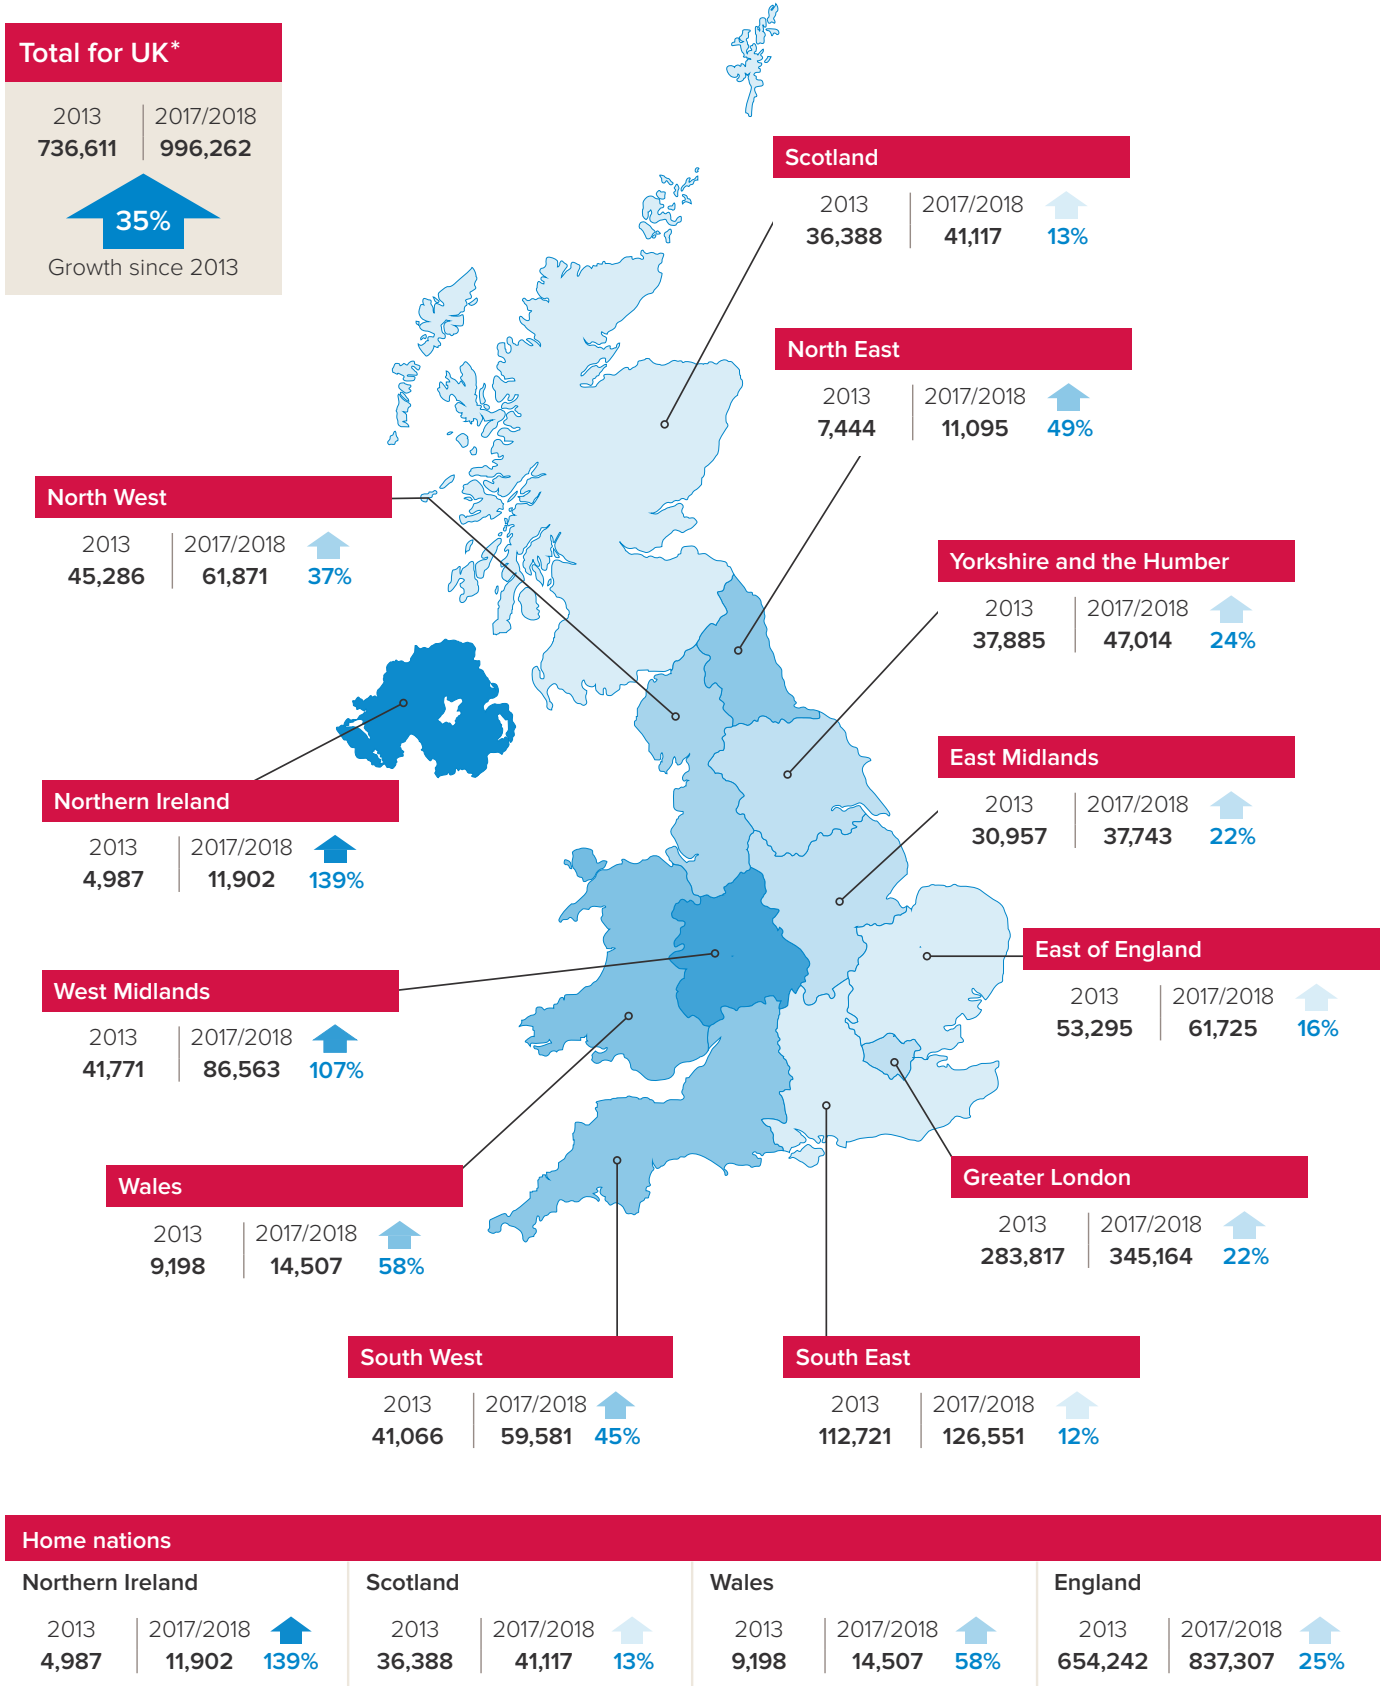 Total for UK*
2013 2017/2018
736,611 996,262
35%
Growth since 2013
Scotland
2013 2017/2018
36,388 41,117 13%
North East
2013 2017/2018
7,444 11,095 49%
North West
2013 2017/2018
45,286 61,871 37%
Yorkshire and the Humber
2013 2017/2018
37,885 47,014 24%
East Midlands
2013 2017/2018
30,957 37,743 22%
Northern Ireland
2013 2017/2018
4,987 11,902 139%
East of England
2013 2017/2018
53,295 61,725 16%
West Midlands
2013 2017/2018
41,771 86,563 107%
Wales
2013 2017/2018
9,198 14,507 58%
Greater London
2013 2017/2018
283,817 345,164 22%
South West
2013 2017/2018
41,066 59,581 45%
South East
2013 2017/2018
112,721 126,551 12%
Home nations
Northern Ireland Scotland Wales England
2013 2017/2018 2013 2017/2018 2013 2017/2018 2013 2017/2018
4,987 11,902 139% 36,388 41,117 13% 9,198 14,507 58% 654,242 837,307 25%